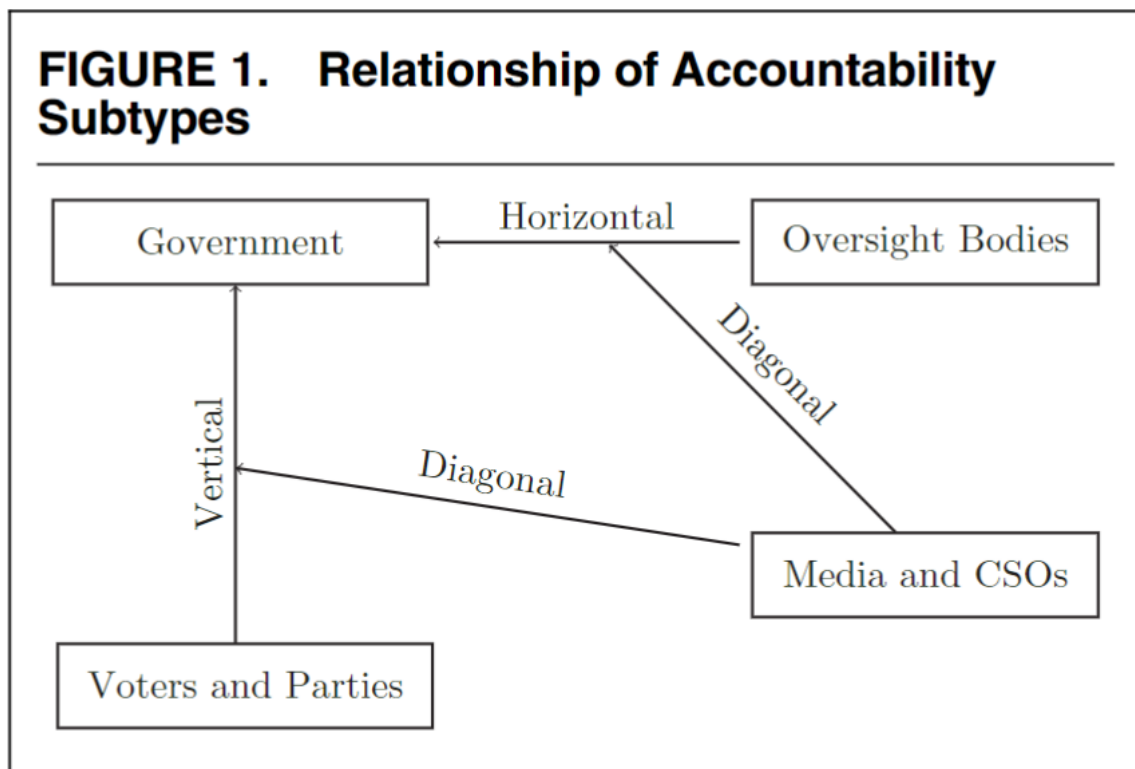 FIGURE 1. Relationship of Accountability
Subtypes
Government
Horizontal
Oversight Bodies
Diagonal
Vertical
Diagonal
Media and CSOs
Voters and Parties